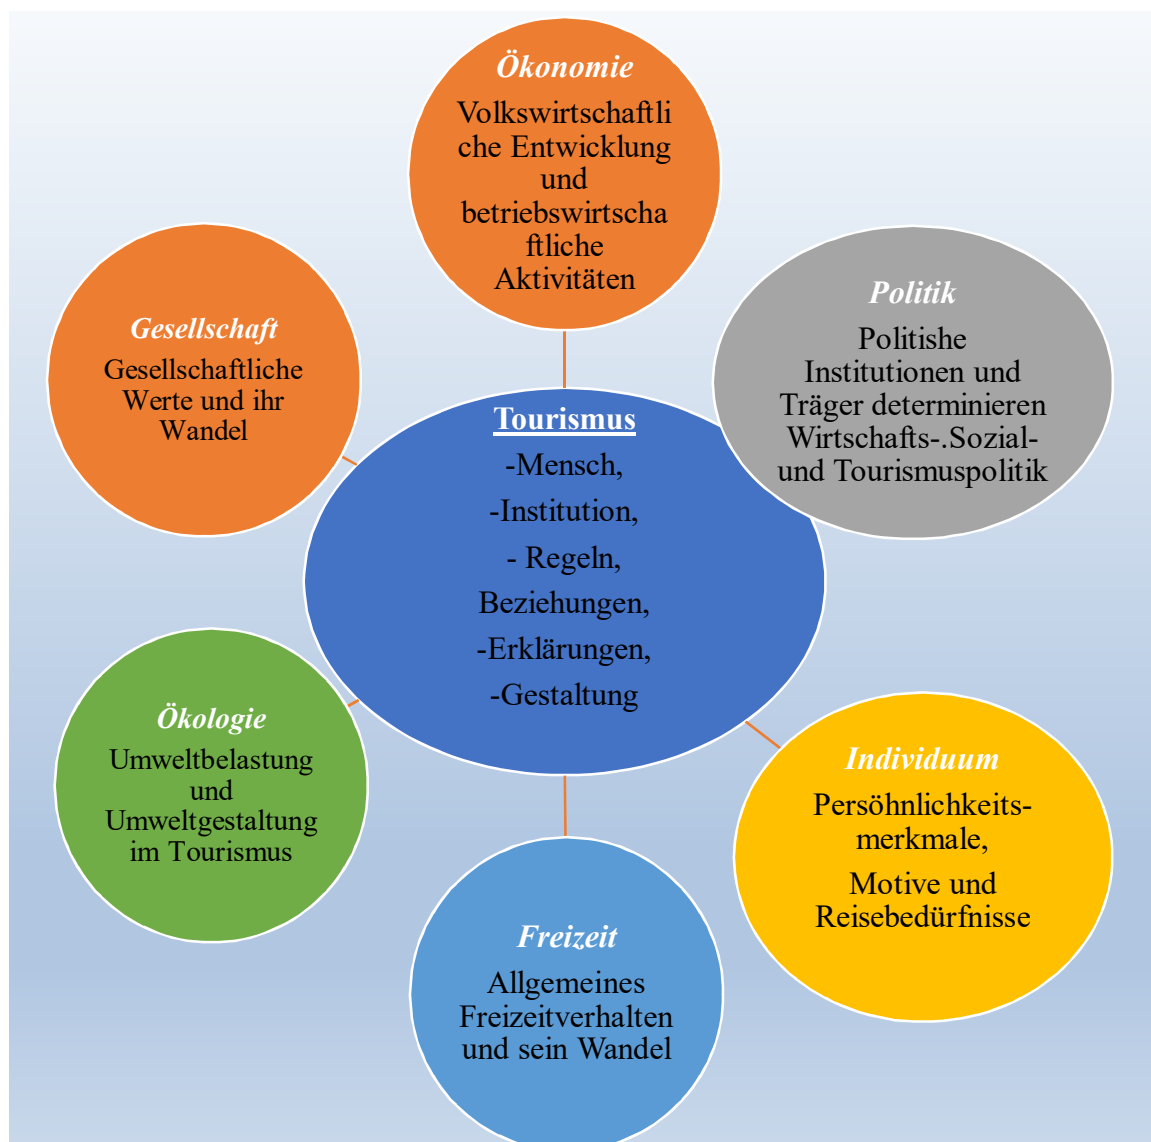 Ökonomie
Volkswirtschaftli
che Entwicklung
und
betriebswirtscha
ftliche
Aktivitäten
Politik
Politishe
Institutionen und
Träger determinieren
Wirtschafts-.Sozial-
und Tourismuspolitik
Gesellschaft
Gesellschaftliche
Werte und ihr
Wandel
Tourismus
-Mensch,
-Institution,
- Regeln,
Beziehungen,
-Erklärungen,
-Gestaltung
Ökologie
Umweltbelastung
und
Umweltgestaltung
im Tourismus
Individuum
Persöhnlichkeits-
merkmale,
Motive und
Reisebedürfnisse
Freizeit
Allgemeines
Freizeitverhalten
und sein Wandel